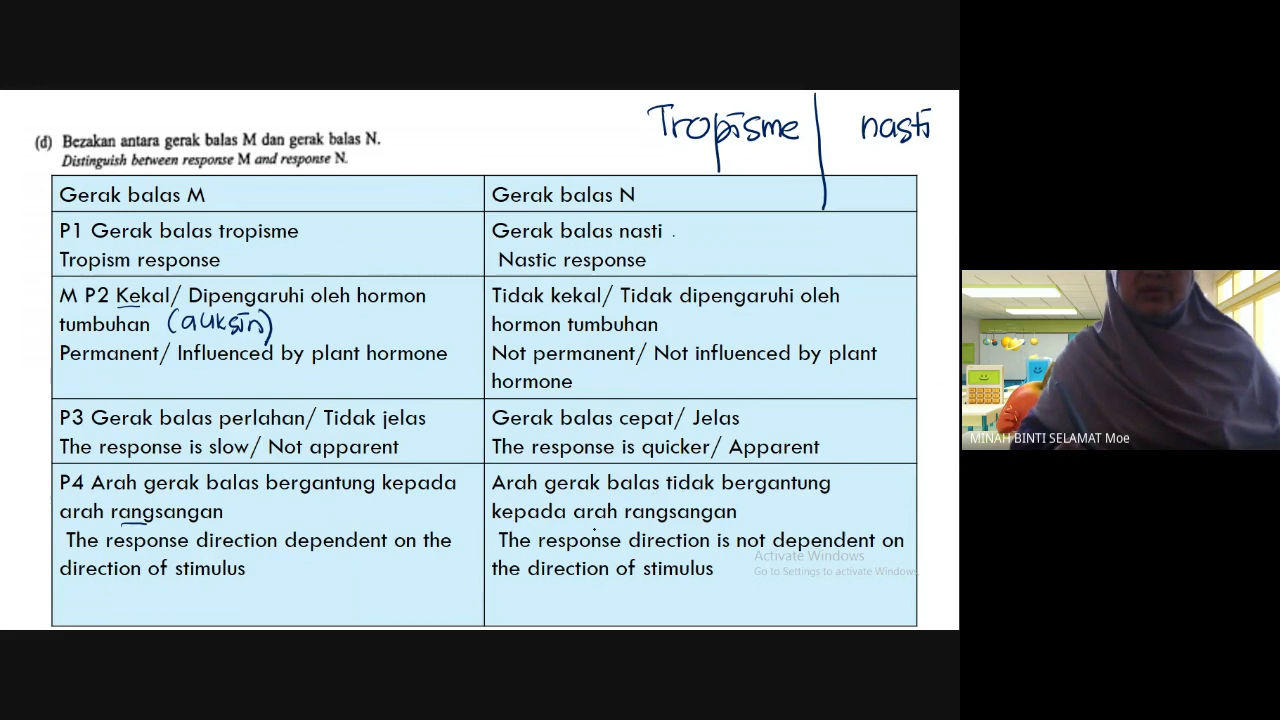 Tropisme nasti
(d) Bezakan antara gerak balas M dan gerak balas N.
Distinguish between response M and response N.
Gerak balas M
Gerak balas N
P1 Gerak balas tropisme
Tropism response
Gerak balas nasti
Nastic response
M P2 Kekal/ Dipengaruhi oleh hormon
tumbuhan (auksin)
Permanent/ Influenced by plant hormone
Tidak kekal/ Tidak dipengaruhi oleh
hormon tumbuhan
Not permanent/ Not influenced by plant
hormone
P3 Gerak balas perlahan/ Tidak jelas
The response is slow/ Not apparent
Gerak balas cepat/ Jelas
The response is quicker/ Apparent
P4 Arah gerak balas bergantung kepada
arah rangsangan
The response direction dependent on the
direction of stimulus
Arah gerak balas tidak bergantung
kepada arah rangsangan
The response direction is not dependent on
the direction of stimulus
Activate Windows
Go to Settings to activate Windows.
MINAH BINTI SELAMAT Moe